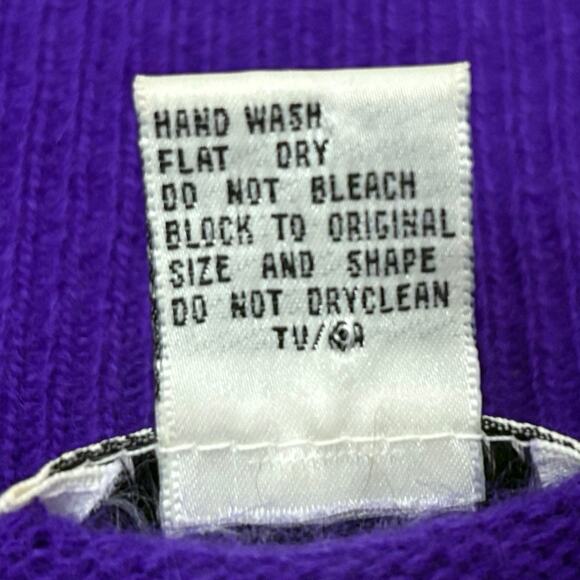 HAND WASH
FLAT DRY
DO NOT BLEACH
BLOCK TO ORIGINAL
SIZE AND SHAPE
DO NOT DRYCLEAN